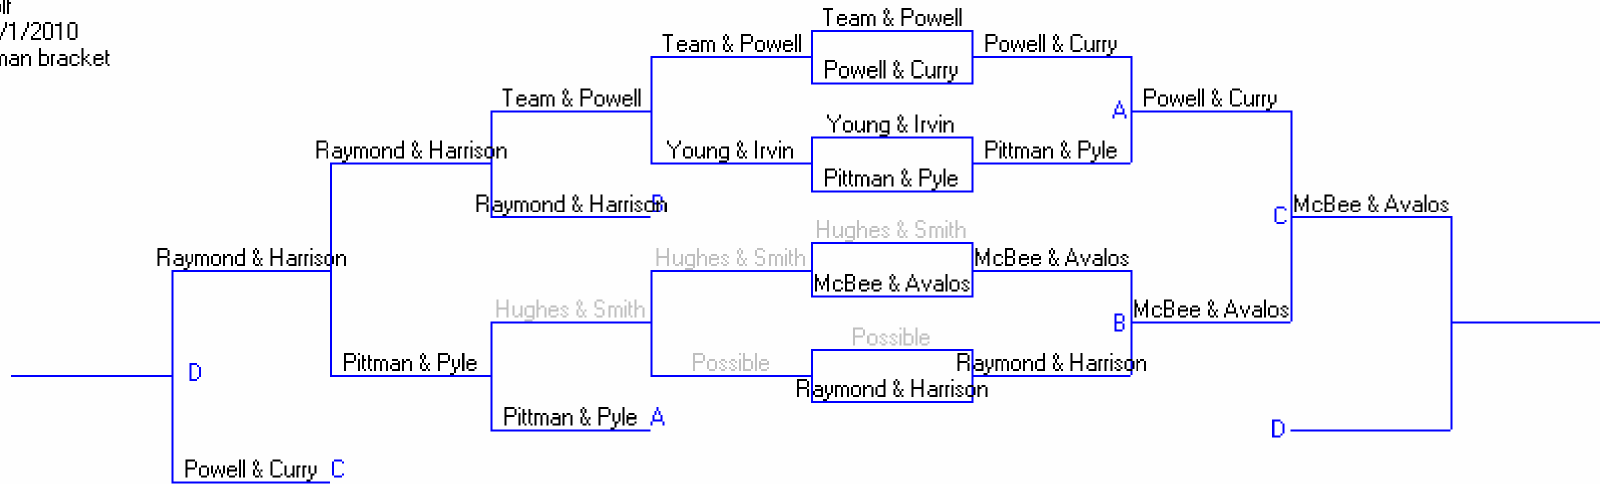 /1/2010
man bracket
Team & Powell
Team & Powell
Powell & Curry
Powell & Curry
Team & Powell
A
Powell & Curry
Young & Irvin
Raymond & Harrison
Young & Irvin
Pittman & Pyle
Pittman & Pyle
Raymond & Harrison
B
C
McBee & Avalos
Hughes & Smith
Raymond & Harrison
Hughes & Smith
McBee & Avalos
McBee & Avalos
Hughes & Smith
B
McBee & Avalos
Possible
D
Pittman & Pyle
Possible
Raymond & Harrison
Raymond & Harrison
Pittman & Pyle
A
D
Powell & Curry
C